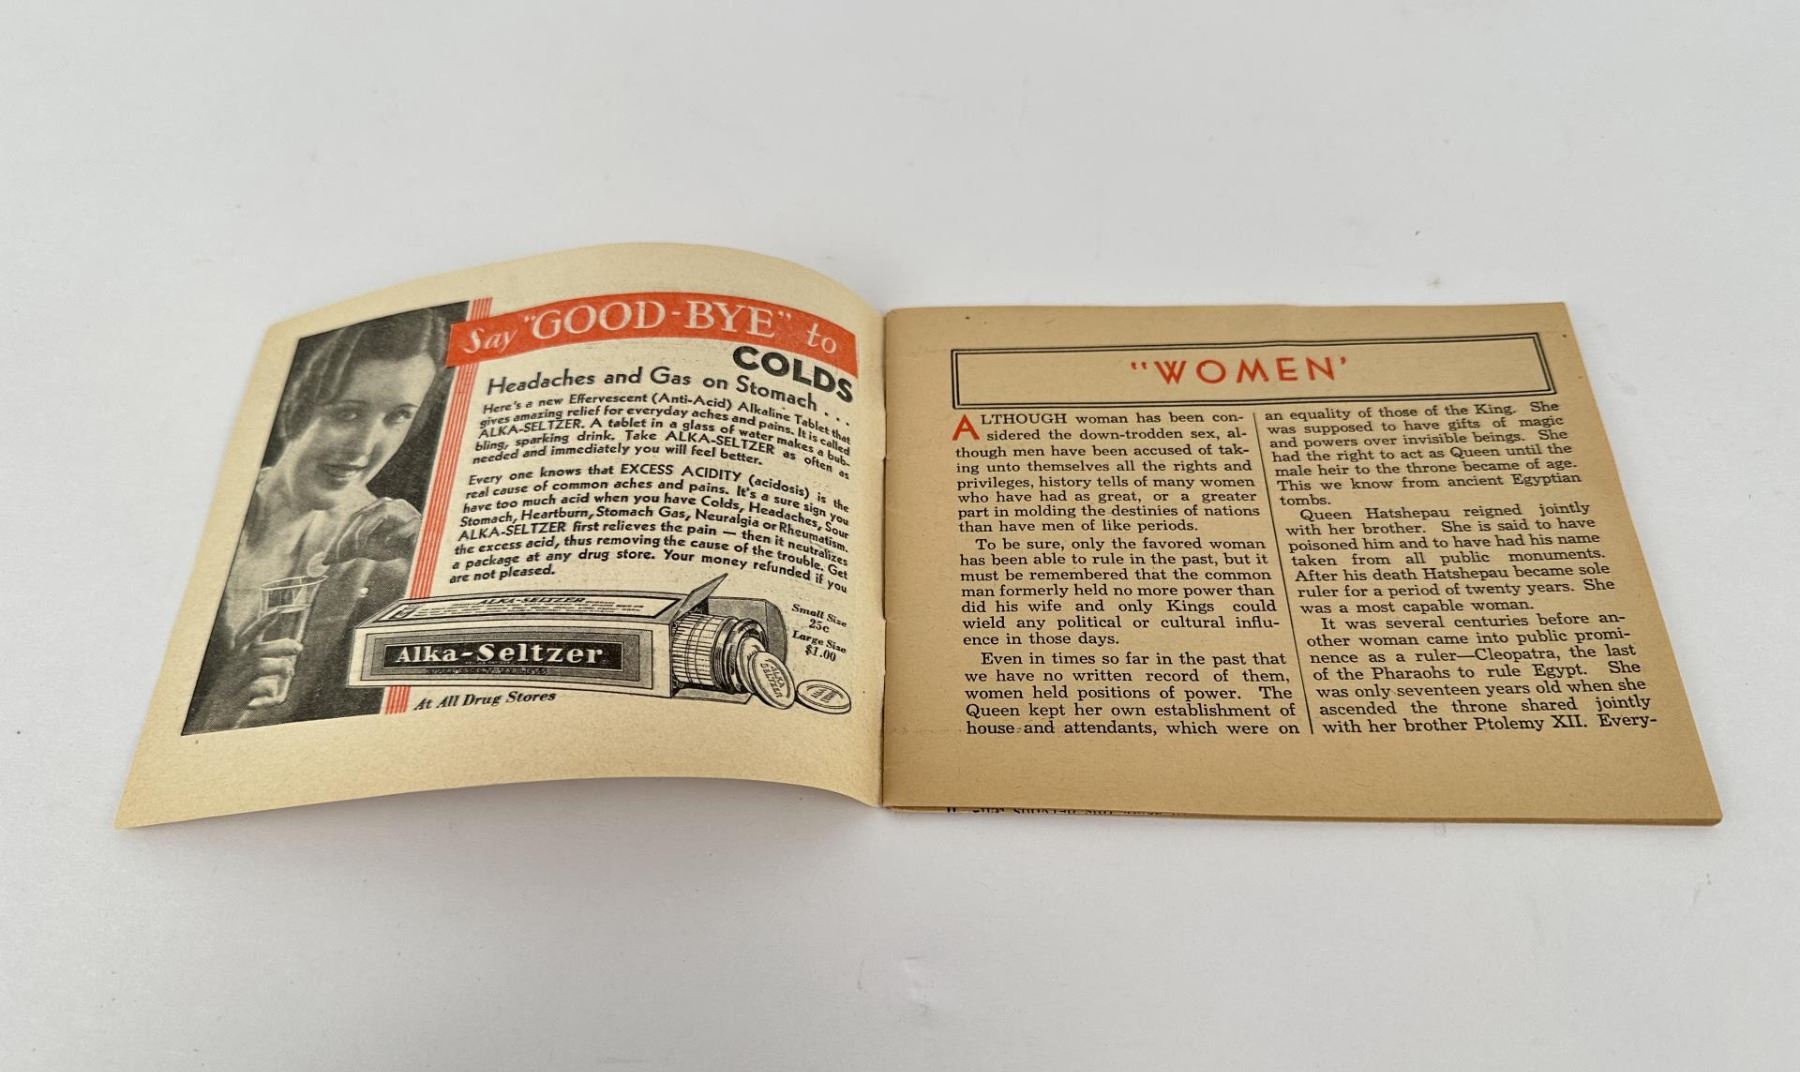 Say "GOOD-BYE" to
COLDS
Headaches and Gas on Stomach . . .
Here's a new Effervescent (Anti-Acid) Alkaline Tablet that
gives amazing relief for everyday aches and pains. It is called
ALKA-SELTZER. A tablet in a glass of water makes a bub-
bling, sparking drink. Take ALKA-SELTZER as often as
needed and immediately you will feel better.
Every one knows that EXCESS ACIDITY (acidosis) is the
real cause of common aches and pains. It's a sure sign you
have too much acid when you have Colds, Headaches, Sour
Stomach, Heartburn, Stomach Gas, Neuralgia or Rheumatism.
ALKA-SELTZER first relieves the pain — then it neutralizes
the excess acid, thus removing the cause of the trouble. Get
a package at any drug store. Your money refunded if you
are not pleased.
ALKA-SELTZER
Alka-Seltzer
ALKA
SELTZER
Small Size
25c
Large Size
$1.00
At All Drug Stores
"WOMEN'
ALTHOUGH woman has been con-
sidered the down-trodden sex, al-
though men have been accused of tak-
ing unto themselves all the rights and
privileges, history tells of many women
who have had as great, or a greater
part in molding the destinies of nations
than have men of like periods.
To be sure, only the favored woman
has been able to rule in the past, but it
must be remembered that the common
man formerly held no more power than
did his wife and only Kings could
wield any political or cultural influ-
ence in those days.
Even in times so far in the past that
we have no written record of them,
women held positions of power. The
Queen kept her own establishment of
house and attendants, which were on
an equality of those of the King. She
was supposed to have gifts of magic
and powers over invisible beings. She
had the right to act as Queen until the
male heir to the throne became of age.
This we know from ancient Egyptian
tombs.
Queen Hatshepau reigned jointly
with her brother. She is said to have
poisoned him and to have had his name
taken from all public monuments.
After his death Hatshepau became sole
ruler for a period of twenty years. She
was a most capable woman.
It was several centuries before an-
other woman came into public promi-
nence as a ruler—Cleopatra, the last
of the Pharaohs to rule Egypt. She
was only seventeen years old when she
ascended the throne shared jointly
with her brother Ptolemy XII. Every-